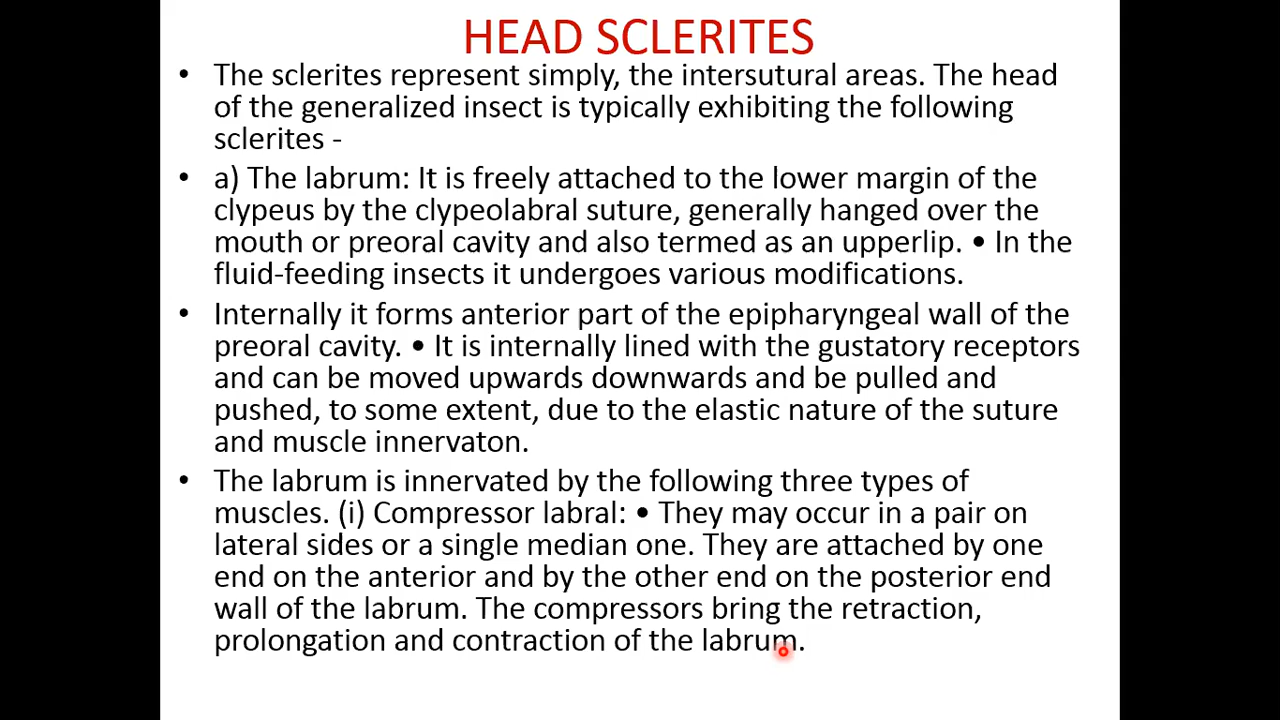 HEAD SCLERITES
• The sclerites represent simply, the intersutural areas. The head
of the generalized insect is typically exhibiting the following
sclerites -
• a) The labrum: It is freely attached to the lower margin of the
clypeus by the clypeolabral suture, generally hanged over the
mouth or preoral cavity and also termed as an upperlip. • In the
fluid-feeding insects it undergoes various modifications.
• Internally it forms anterior part of the epipharyngeal wall of the
preoral cavity. • It is internally lined with the gustatory receptors
and can be moved upwards downwards and be pulled and
pushed, to some extent, due to the elastic nature of the suture
and muscle innervaton.
• The labrum is innervated by the following three types of
muscles. (i) Compressor labral: • They may occur in a pair on
lateral sides or a single median one. They are attached by one
end on the anterior and by the other end on the posterior end
wall of the labrum. The compressors bring the retraction,
prolongation and contraction of the labrum.